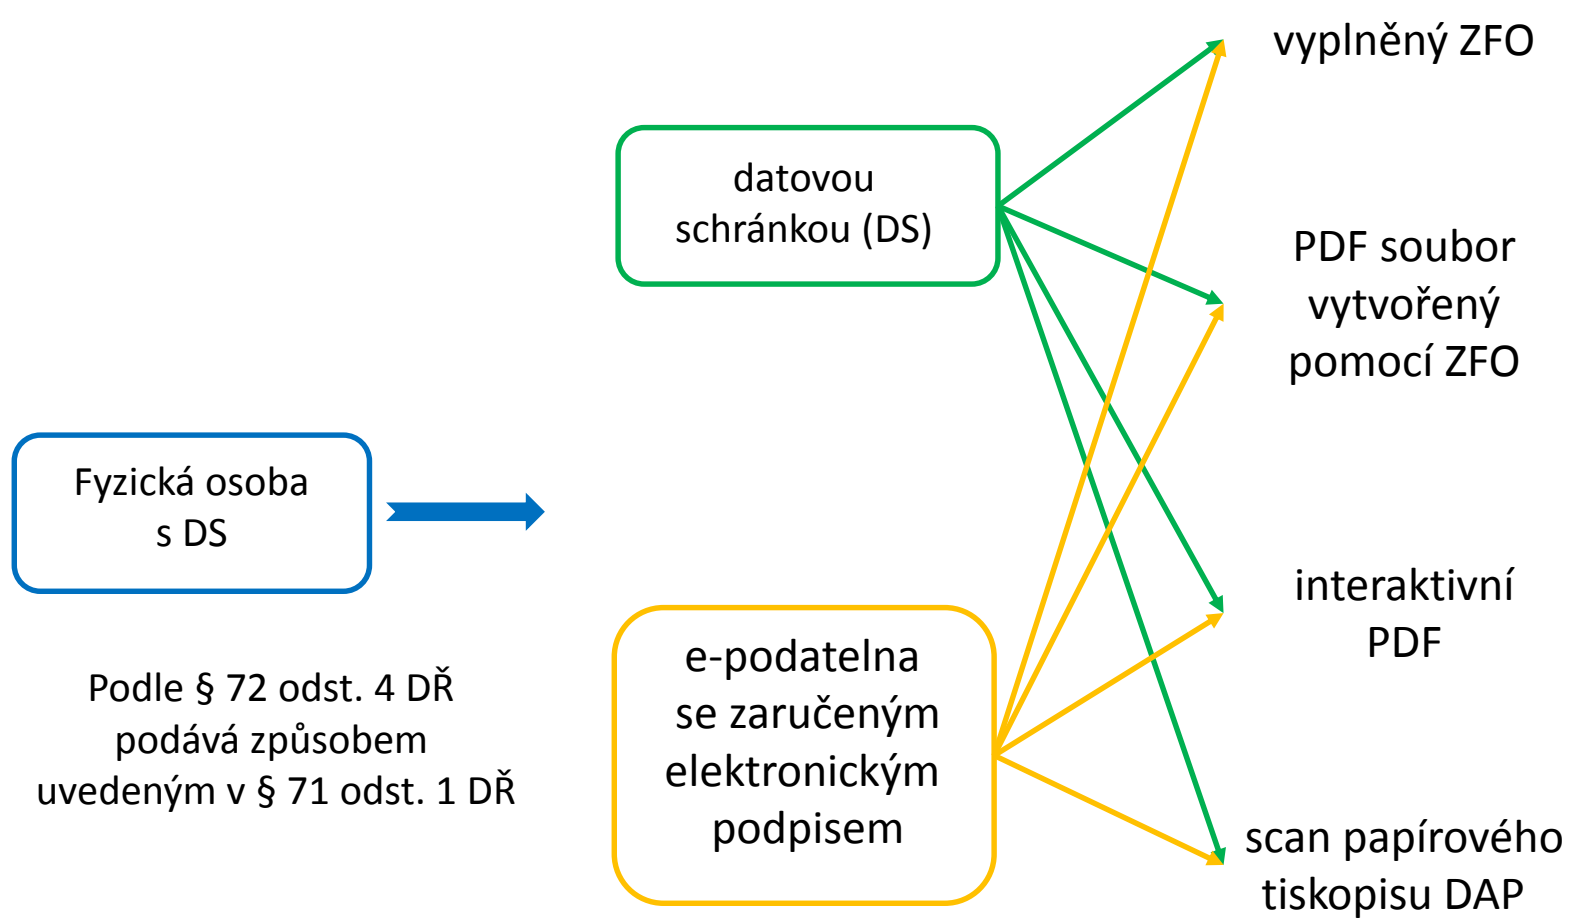 Fyzická osoba
s DS
Podle § 72 odst. 4 DŘ
podává způsobem
uvedeným v § 71 odst. 1 DŘ
datovou
schránkou (DS)
e-podatelna
se zaručeným
elektronickým
podpisem
vyplněný ZFO
PDF soubor
vytvořený
pomocí ZFO
interaktivní
PDF
scan papírového
tiskopisu DAP